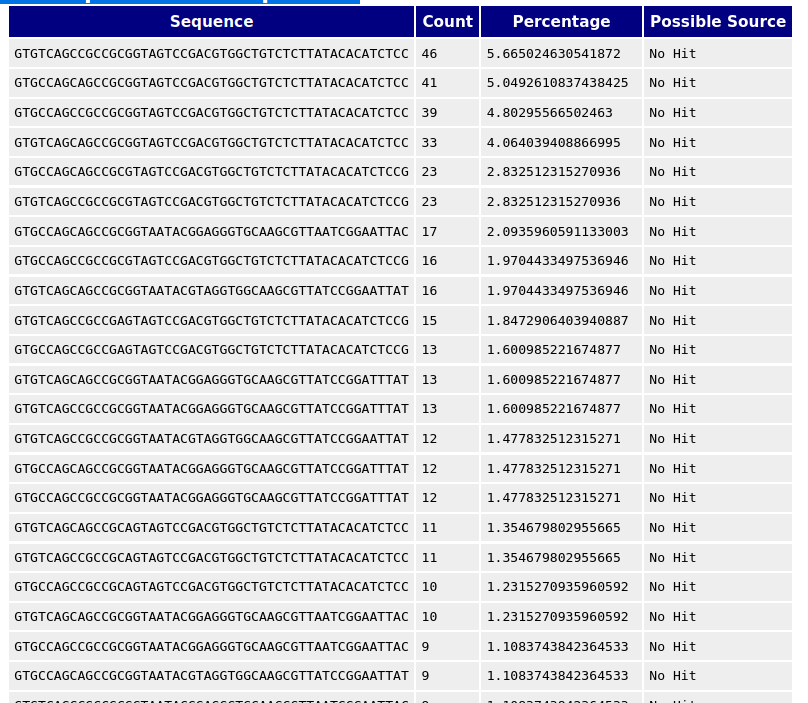 Sequence Count Percentage Possible Source
GTGTCAGCCGCCGCGGTAGTCCGACGTGGCTGTCTCTTATACACATCTCC 46 5.665024630541872 No Hit
GTGCCAGCAGCCGCGGTAGTCCGACGTGGCTGTCTCTTATACACATCTCC 41 5.0492610837438425 No Hit
GTGCCAGCCGCCGCGGTAGTCCGACGTGGCTGTCTCTTATACACATCTCC 39 4.80295566502463 No Hit
GTGTCAGCAGCCGCGGTAGTCCGACGTGGCTGTCTCTTATACACATCTCC 33 4.064039408866995 No Hit
GTGCCAGCAGCCGCGTAGTCCGACGTGGCTGTCTCTTATACACATCTCCG 23 2.832512315270936 No Hit
GTGTCAGCCGCCGCGTAGTCCGACGTGGCTGTCTCTTATACACATCTCCG 23 2.832512315270936 No Hit
GTGCCAGCAGCCGCGGTAATACGGAGGGTGCAAGCGTTAATCGGAATTAC 17 2.0935960591133003 No Hit
GTGCCAGCCGCCGCGTAGTCCGACGTGGCTGTCTCTTATACACATCTCCG 16 1.9704433497536946 No Hit
GTGTCAGCAGCCGCGGTAATACGTAGGTGGCAAGCGTTATCCGGAATTAT 16 1.9704433497536946 No Hit
GTGTCAGCCGCCGAGTAGTCCGACGTGGCTGTCTCTTATACACATCTCCG 15 1.8472906403940887 No Hit
GTGCCAGCCGCCGAGTAGTCCGACGTGGCTGTCTCTTATACACATCTCCG 13 1.600985221674877 No Hit
GTGTCAGCAGCCGCGGTAATACGGAGGGTGCAAGCGTTATCCGGATTTAT 13 1.600985221674877 No Hit
GTGTCAGCCGCCGCGGTAATACGGAGGGTGCAAGCGTTATCCGGATTTAT 13 1.600985221674877 No Hit
GTGTCAGCCGCCGCGGTAATACGTAGGTGGCAAGCGTTATCCGGAATTAT 12 1.477832512315271 No Hit
GTGCCAGCAGCCGCGGTAATACGGAGGGTGCAAGCGTTATCCGGATTTAT 12 1.477832512315271 No Hit
GTGCCAGCCGCCGCGGTAATACGGAGGGTGCAAGCGTTATCCGGATTTAT 12 1.477832512315271 No Hit
GTGTCAGCAGCCGCAGTAGTCCGACGTGGCTGTCTCTTATACACATCTCC 11 1.354679802955665 No Hit
GTGTCAGCCGCCGCAGTAGTCCGACGTGGCTGTCTCTTATACACATCTCC 11 1.354679802955665 No Hit
GTGCCAGCCGCCGCAGTAGTCCGACGTGGCTGTCTCTTATACACATCTCC 10 1.2315270935960592 No Hit
GTGTCAGCAGCCGCGGTAATACGGAGGGTGCAAGCGTTAATCGGAATTAC 10 1.2315270935960592 No Hit
GTGCCAGCCGCCGCGGTAATACGGAGGGTGCAAGCGTTAATCGGAATTAC 9 1.1083743842364533 No Hit
GTGCCAGCAGCCGCGGTAATACGTAGGTGGCAAGCGTTATCCGGAATTAT 9 1.1083743842364533 No Hit